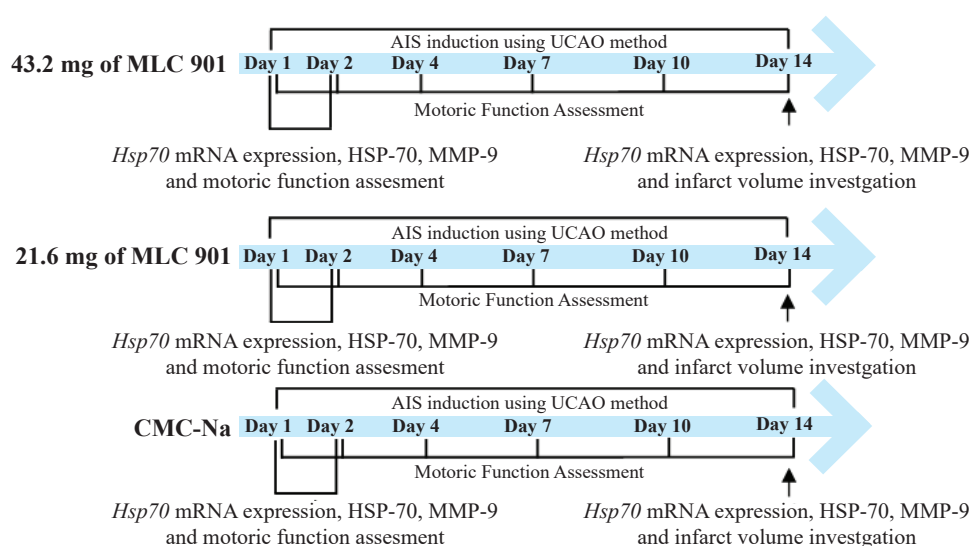 AIS induction using UCAO method
43.2 mg of MLC 901 Day 1 Day 2 Day 4 Day 7 Day 10 Day 14
Motoric Function Assessment
Hsp70 mRNA expression, HSP-70, MMP-9
and motoric function assesment
Hsp70 mRNA expression, HSP-70, MMP-9
and infarct volume investgation
AIS induction using UCAO method
21.6 mg of MLC 901 Day 1 Day 2 Day 4 Day 7 Day 10 Day 14
Motoric Function Assessment
Hsp70 mRNA expression, HSP-70, MMP-9
and motoric function assesment
Hsp70 mRNA expression, HSP-70, MMP-9
and infarct volume investgation
AIS induction using UCAO method
CMC-Na Day 1 Day 2 Day 4 Day 7 Day 10 Day 14
Motoric Function Assessment
Hsp70 mRNA expression, HSP-70, MMP-9
and motoric function assesment
Hsp70 mRNA expression, HSP-70, MMP-9
and infarct volume investgation